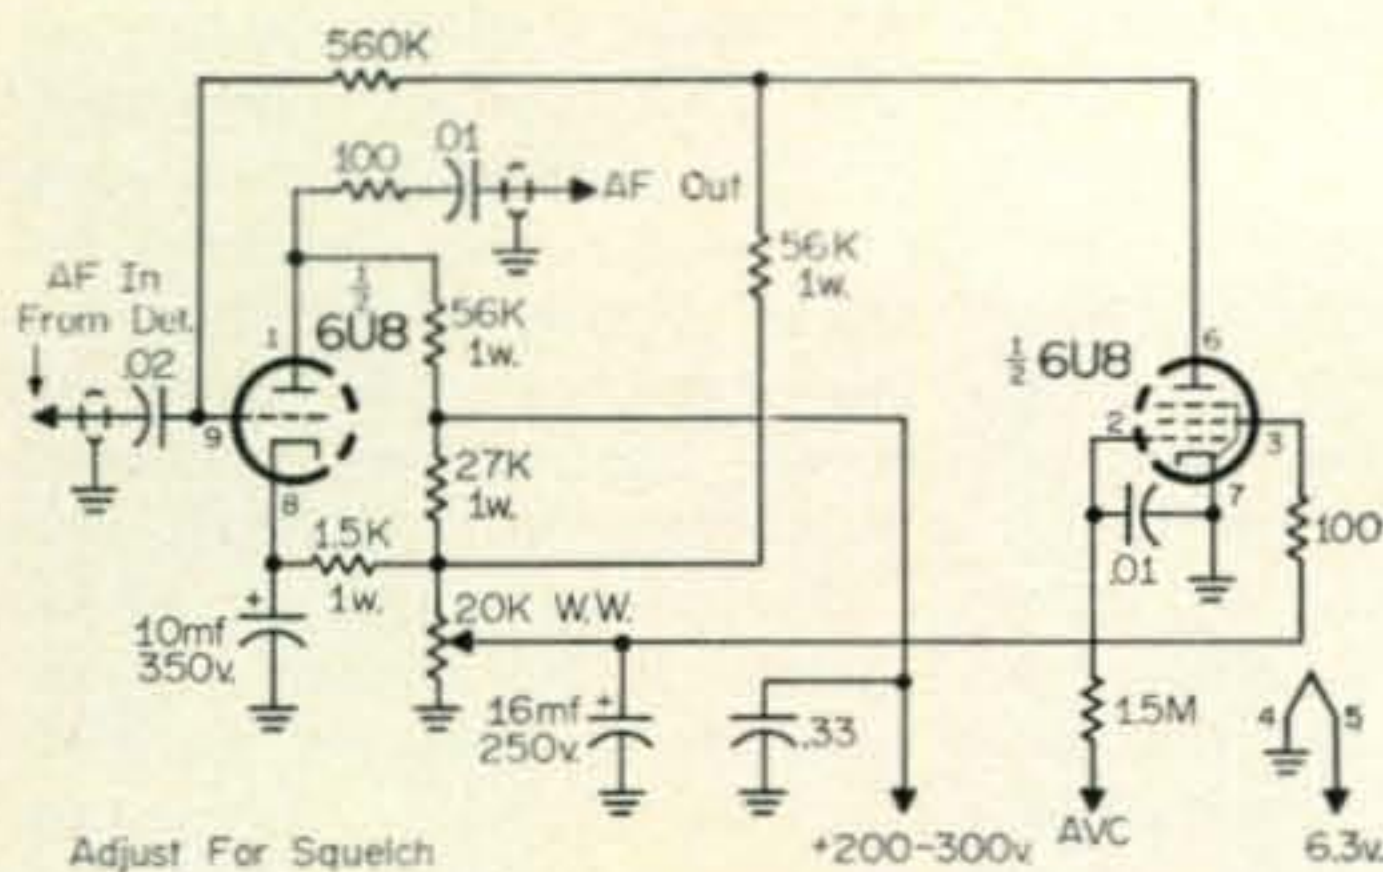 560K
100
.01
AF Out
AF In
From Det.
.02
1
1/2
6U8
56K
1w.
56K
1w.
1/2 6U8
6
2
3
7
9
8
27K
1w.
1.5K
1w.
.01
100
20K W.W.
10mf
350v.
16mf
250v.
.33
1.5M
4
5
+200-300v.
AVC
6.3v.
Adjust For Squelch